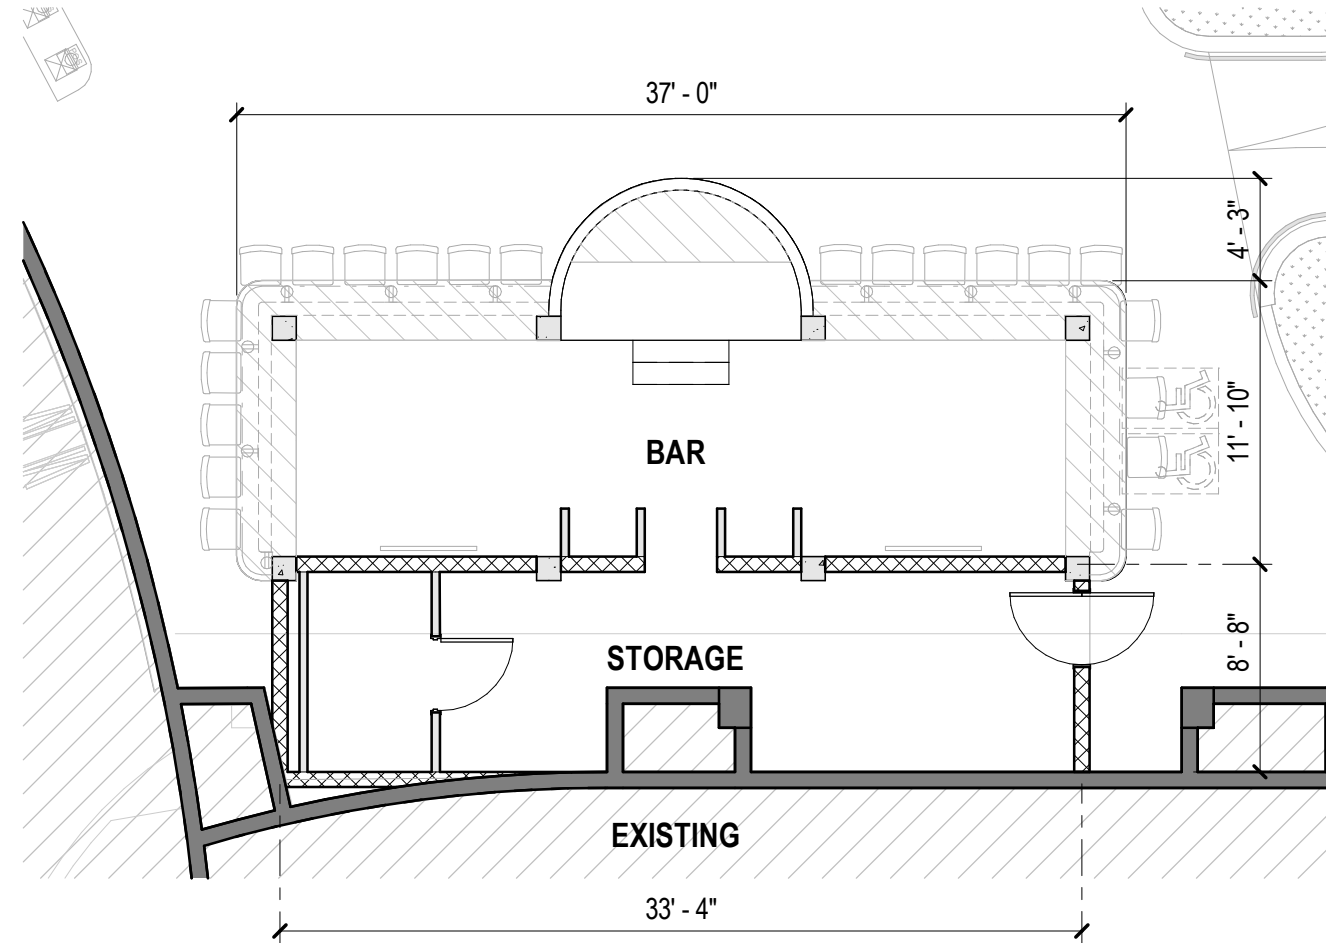 37' - 0"
4' - 3"
11' - 10"
BAR
STORAGE
8' - 8"
EXISTING
33' - 4"